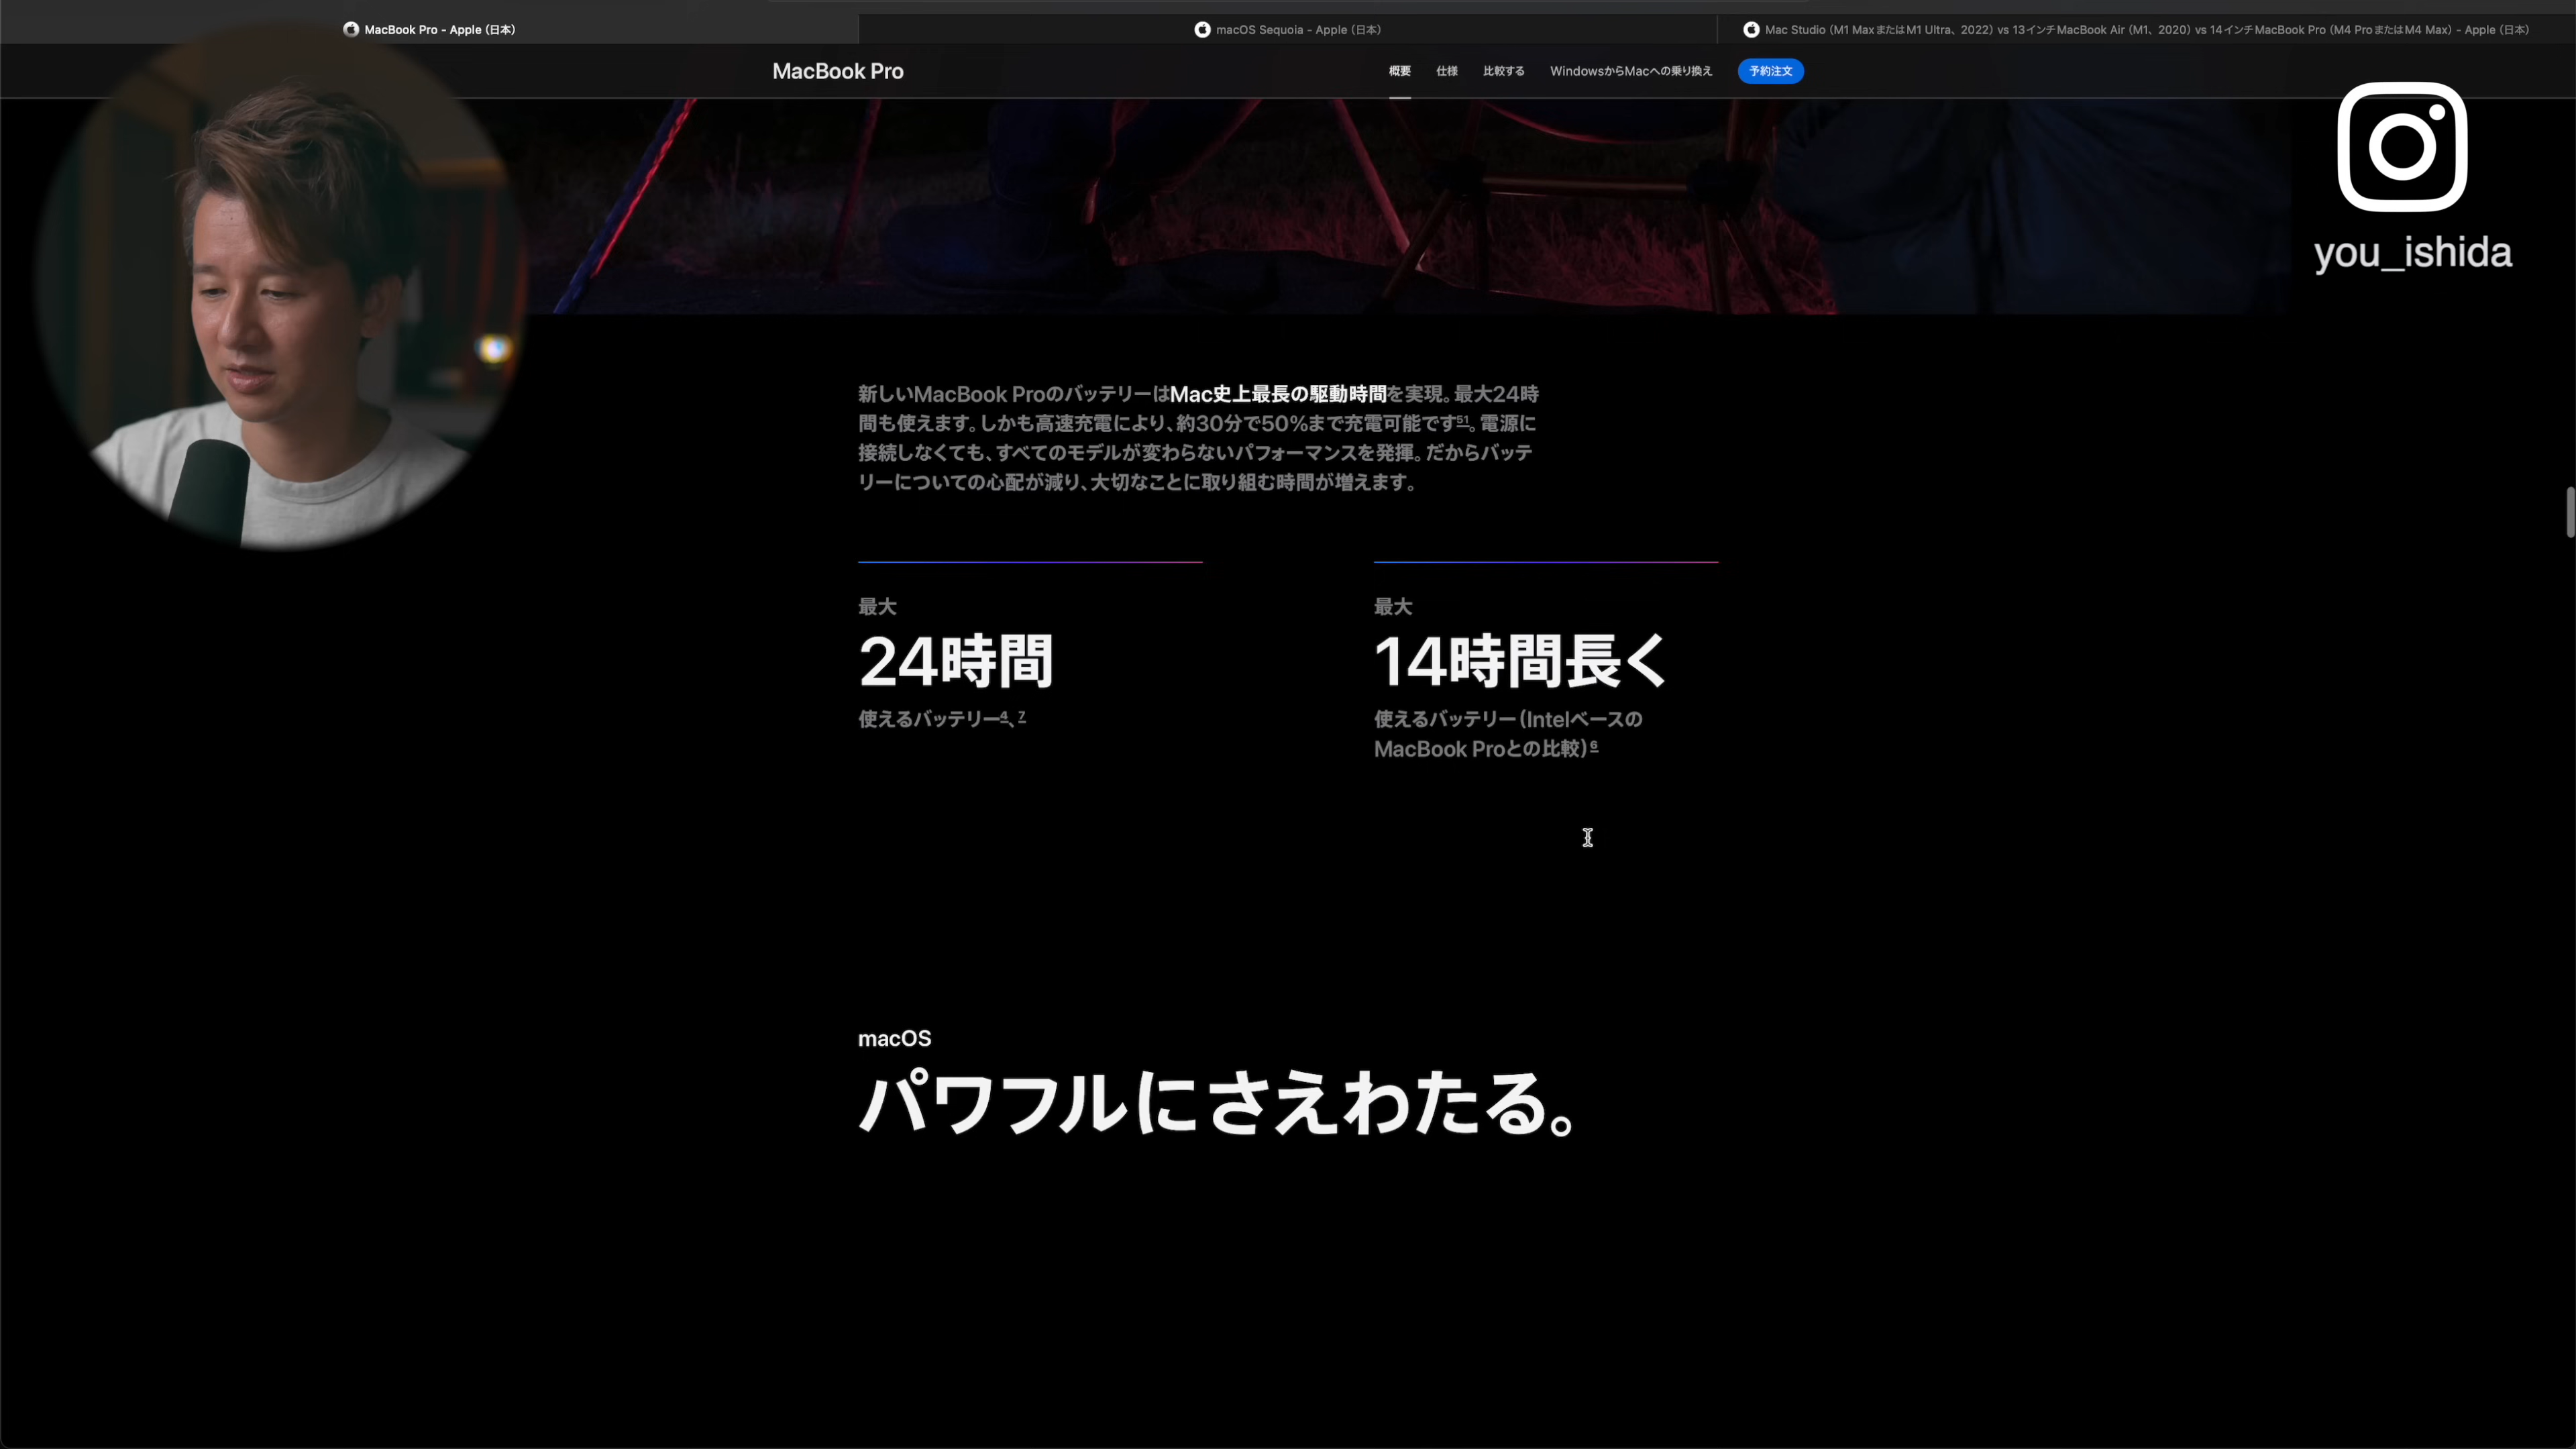 MacBook Pro - Apple（日本）
macOS Sequoia - Apple（日本）
Mac Studio（M1 MaxまたはM1 Ultra、2022）vs 13インチMacBook Air（M1、2020）vs 14インチMacBook Pro（M4 ProまたはM4 Max）- Apple（日本）
MacBook Pro
概要
仕様
比較する
WindowsからMacへの乗り換え
予約注文
you_ishida
新しいMacBook ProのバッテリーはMac史上最長の駆動時間を実現。最大24時
間も使えます。しかも高速充電により、約30分で50%まで充電可能です51。電源に
接続しなくても、すべてのモデルが変わらないパフォーマンスを発揮。だからバッテ
リーについての心配が減り、大切なことに取り組む時間が増えます。
最大
24時間
使えるバッテリー4、7
最大
14時間長く
使えるバッテリー（Intelベースの
MacBook Proとの比較）6
macOS
パワフルにさえわたる。